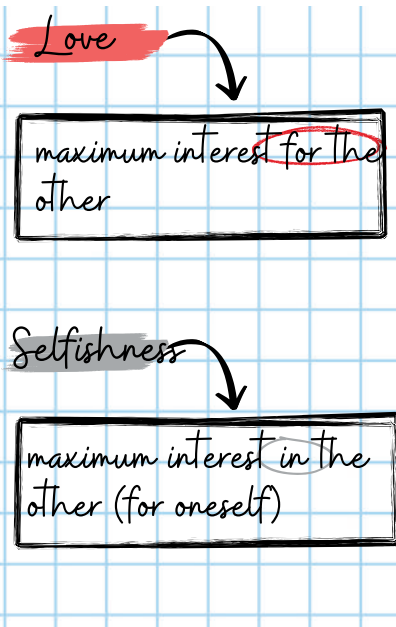 Love
maximum interest for the
other
Selfishness
maximum interest in the
other (for oneself)